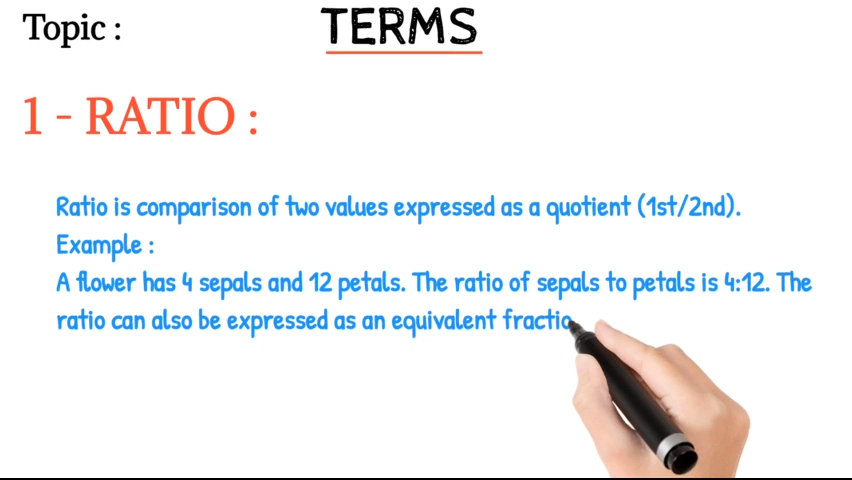 Topic :
TERMS
1 - RATIO :
Ratio is comparison of two values expressed as a quotient (1st/2nd).
Example :
A flower has 4 sepals and 12 petals. The ratio of sepals to petals is 4:12. The
ratio can also be expressed as an equivalent fractio